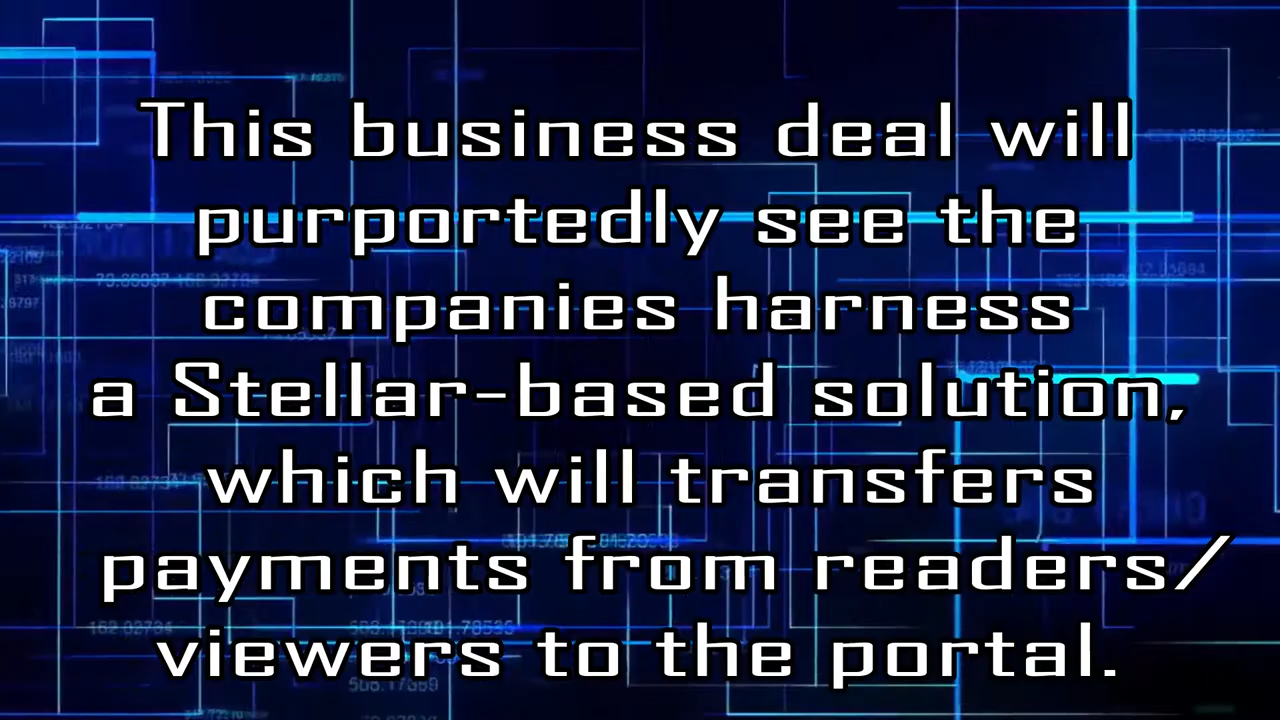 This business deal will
purportedly see the
companies harness
a Stellar-based solution,
which will transfers
payments from readers/
viewers to the portal.